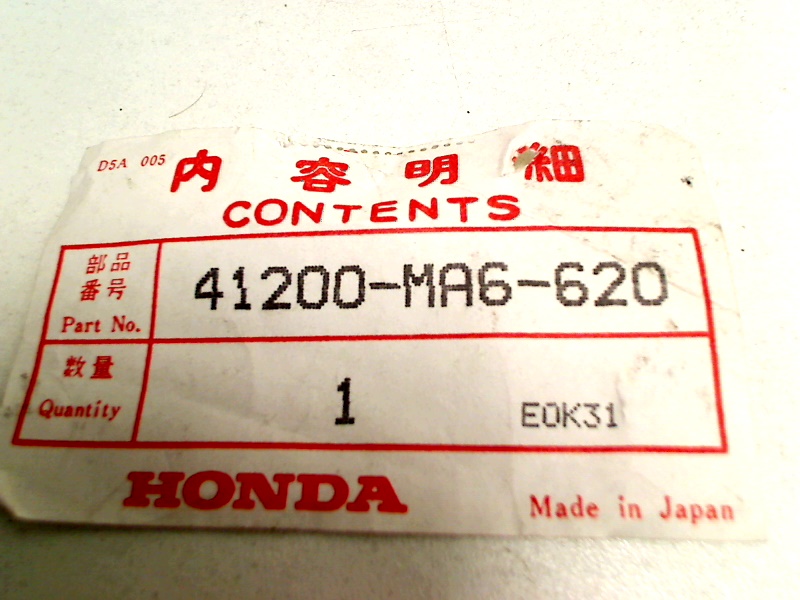 D5A 005
内容明細
CONTENTS
部品
番号
Part No.
41200-MA6-620
数量
Quantity
1
E0K31
HONDA
Made in Japan